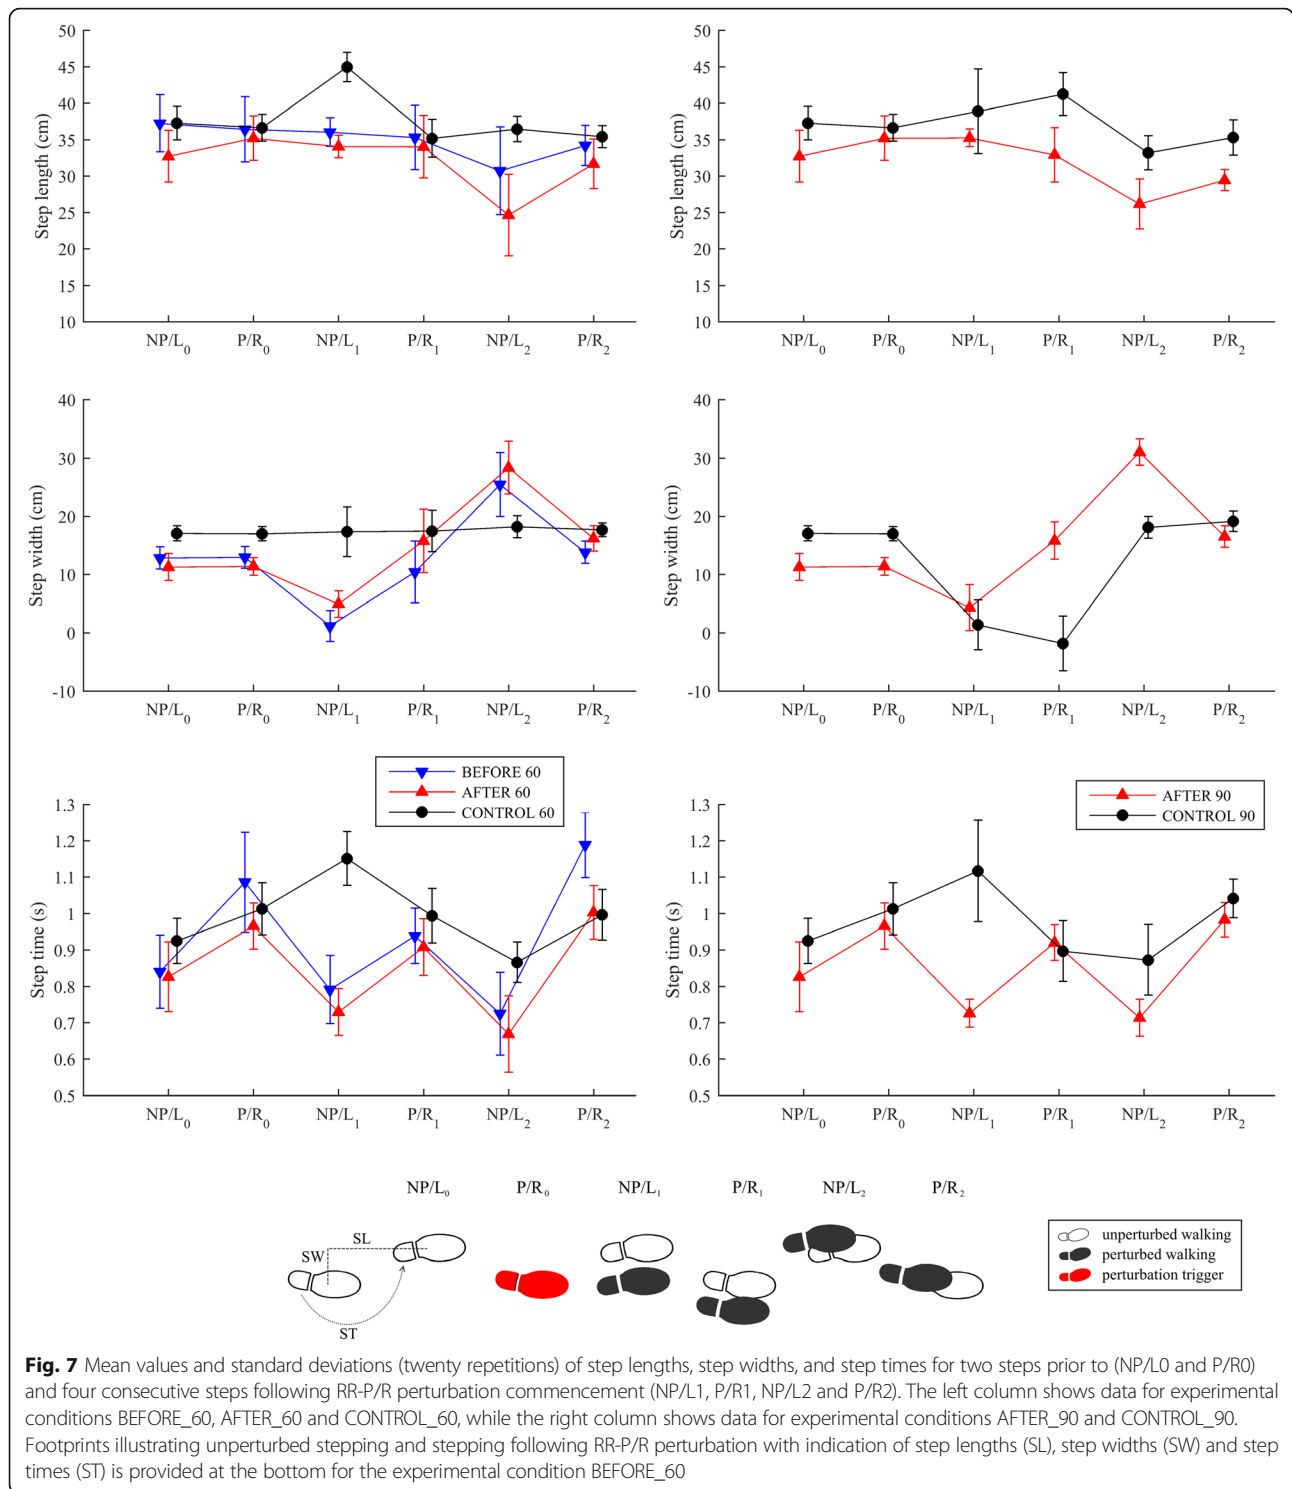 50
45
40
35
30
25
20
15
10
Step length (cm)
NP/L0 P/R0 NP/L1 P/R1 NP/L2 P/R2
50
45
40
35
30
25
20
15
10
Step length (cm)
NP/L0 P/R0 NP/L1 P/R1 NP/L2 P/R2
40
30
20
10
0
-10
Step width (cm)
NP/L0 P/R0 NP/L1 P/R1 NP/L2 P/R2
40
30
20
10
0
-10
Step width (cm)
NP/L0 P/R0 NP/L1 P/R1 NP/L2 P/R2
BEFORE 60
AFTER 60
CONTROL 60
1.3
1.2
1.1
1
0.9
0.8
0.7
0.6
0.5
Step time (s)
NP/L0 P/R0 NP/L1 P/R1 NP/L2 P/R2
AFTER 90
CONTROL 90
1.3
1.2
1.1
1
0.9
0.8
0.7
0.6
0.5
Step time (s)
NP/L0 P/R0 NP/L1 P/R1 NP/L2 P/R2
NP/L0 P/R0 NP/L1 P/R1 NP/L2 P/R2
SL
SW
ST
unperturbed walking
perturbed walking
perturbation trigger
Fig. 7 Mean values and standard deviations (twenty repetitions) of step lengths, step widths, and step times for two steps prior to (NP/L0 and P/R0)
and four consecutive steps following RR-P/R perturbation commencement (NP/L1, P/R1, NP/L2 and P/R2). The left column shows data for experimental
conditions BEFORE_60, AFTER_60 and CONTROL_60, while the right column shows data for experimental conditions AFTER_90 and CONTROL_90.
Footprints illustrating unperturbed stepping and stepping following RR-P/R perturbation with indication of step lengths (SL), step widths (SW) and step
times (ST) is provided at the bottom for the experimental condition BEFORE_60